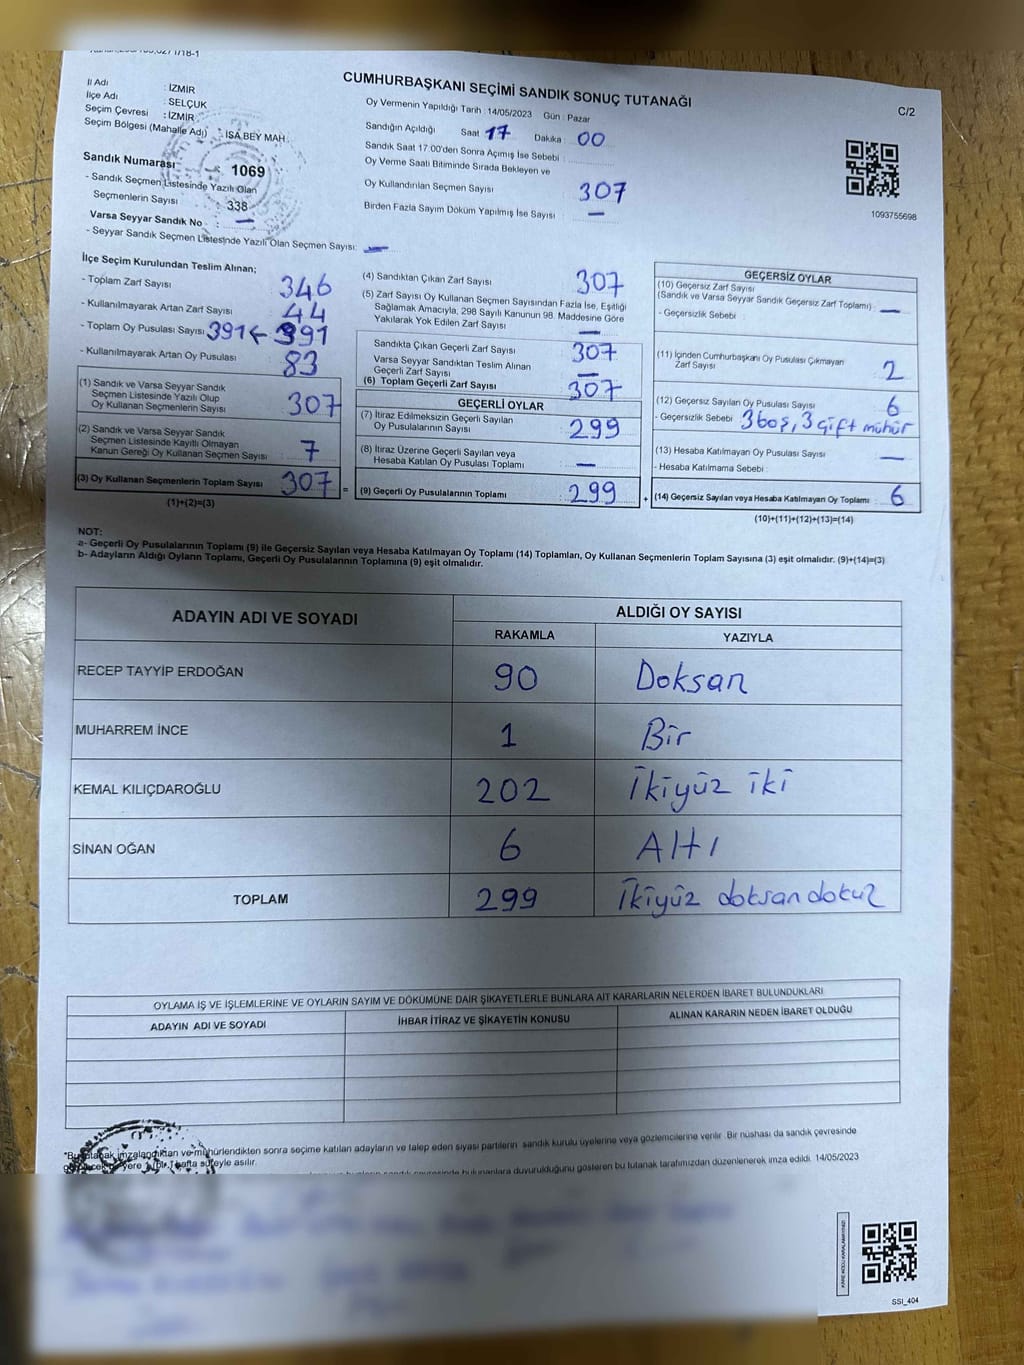 CUMHURBAŞKANI SEÇİMİ SANDIK SONUÇ TUTANAĞI
C/2
İl Adı : İZMİR
İlçe Adı : SELÇUK
Seçim Çevresi : İZMİR
Seçim Bölgesi (Mahalle Adı) : İSA BEY MAH.
Sandık Numarası : 1069
- Sandık Seçmen Listesinde Yazılı Olan
Seçmenlerin Sayısı : 338
Varsa Seyyar Sandık No : —
- Seyyar Sandık Seçmen Listesinde Yazılı Olan Seçmen Sayısı: —
Oy Vermenin Yapıldığı Tarih : 14/05/2023 Gün : Pazar
Sandığın Açıldığı Saat 17 Dakika 00
Sandık Saat 17:00'den Sonra Açımış İse Sebebi :
Oy Verme Saati Bitiminde Sırada Bekleyen ve
Oy Kullandırılan Seçmen Sayısı : 307
Birden Fazla Sayım Döküm Yapılmış İse Sayısı : —
1093755698
İlçe Seçim Kurulundan Teslim Alınan;
- Toplam Zarf Sayısı : 346
- Kullanılmayarak Artan Zarf Sayısı : 44
- Toplam Oy Pusulası Sayısı 391 ← 391
- Kullanılmayarak Artan Oy Pusulası : 83
(1) Sandık ve Varsa Seyyar Sandık
Seçmen Listesinde Yazılı Olup
Oy Kullanan Seçmenlerin Sayısı : 307
(2) Sandık ve Varsa Seyyar Sandık
Seçmen Listesinde Kayıtlı Olmayan
Kanun Gereği Oy Kullanan Seçmen Sayısı : 7
(3) Oy Kullanan Seçmenlerin Toplam Sayısı : 307
(1)+(2)=(3)
(4) Sandıktan Çıkan Zarf Sayısı : 307
(5) Zarf Sayısı Oy Kullanan Seçmen Sayısından Fazla İse, Eşitliği
Sağlamak Amacıyla, 298 Sayılı Kanunun 98. Maddesine Göre
Yakılarak Yok Edilen Zarf Sayısı : —
Sandıkta Çıkan Geçerli Zarf Sayısı : 307
Varsa Seyyar Sandıktan Teslim Alınan
Geçerli Zarf Sayısı : —
(6) Toplam Geçerli Zarf Sayısı : 307
GEÇERLİ OYLAR
(7) İtiraz Edilmeksizin Geçerli Sayılan
Oy Pusulalarının Sayısı : 299
(8) İtiraz Üzerine Geçerli Sayılan veya
Hesaba Katılan Oy Pusulası Toplamı : —
= (9) Geçerli Oy Pusulalarının Toplamı : 299
GEÇERSİZ OYLAR
(10) Geçersiz Zarf Sayısı
(Sandık ve Varsa Seyyar Sandık Geçersiz Zarf Toplamı) : —
- Geçersizlik Sebebi :
(11) İçinden Cumhurbaşkanı Oy Pusulası Çıkmayan
Zarf Sayısı : 2
(12) Geçersiz Sayılan Oy Pusulası Sayısı : 6
- Geçersizlik Sebebi : 3 boş, 3 çift mühür
(13) Hesaba Katılmayan Oy Pusulası Sayısı : —
- Hesaba Katılmama Sebebi :
+ (14) Geçersiz Sayılan veya Hesaba Katılmayan Oy Toplamı : 6
(10)+(11)+(12)+(13)=(14)
NOT:
a- Geçerli Oy Pusulalarının Toplamı (9) ile Geçersiz Sayılan veya Hesaba Katılmayan Oy Toplamı (14) Toplamları, Oy Kullanan Seçmenlerin Toplam Sayısına (3) eşit olmalıdır. (9)+(14)=(3)
b- Adayların Aldığı Oyların Toplamı, Geçerli Oy Pusulalarının Toplamına (9) eşit olmalıdır.
ADAYIN ADI VE SOYADI ALDIĞI OY SAYISI
RAKAMLA YAZIYLA
RECEP TAYYİP ERDOĞAN 90 Doksan
MUHARREM İNCE 1 Bir
KEMAL KILIÇDAROĞLU 202 İkiyüz iki
SİNAN OĞAN 6 Altı
TOPLAM 299 İkiyüz doksandokuz
OYLAMA İŞ VE İŞLEMLERİNE VE OYLARIN SAYIM VE DÖKÜMÜNE DAİR ŞİKAYETLERLE BUNLARA AİT KARARLARIN NELERDEN İBARET BULUNDUKLARI
ADAYIN ADI VE SOYADI İHBAR İTİRAZ VE ŞİKAYETİN KONUSU ALINAN KARARIN NEDEN İBARET OLDUĞU
imzalandıktan ve mühürlendikten sonra seçime katılan adayların ve talep eden siyasi partilerin sandık kurulu üyelerine veya gözlemcilerine verilir. Bir nüshası da sandık çevresinde
hafta süreyle asılır.
bulunanlara duyurulduğunu gösteren bu tutanak tarafımızdan düzenlenerek imza edildi. 14/05/2023
SSİ_404